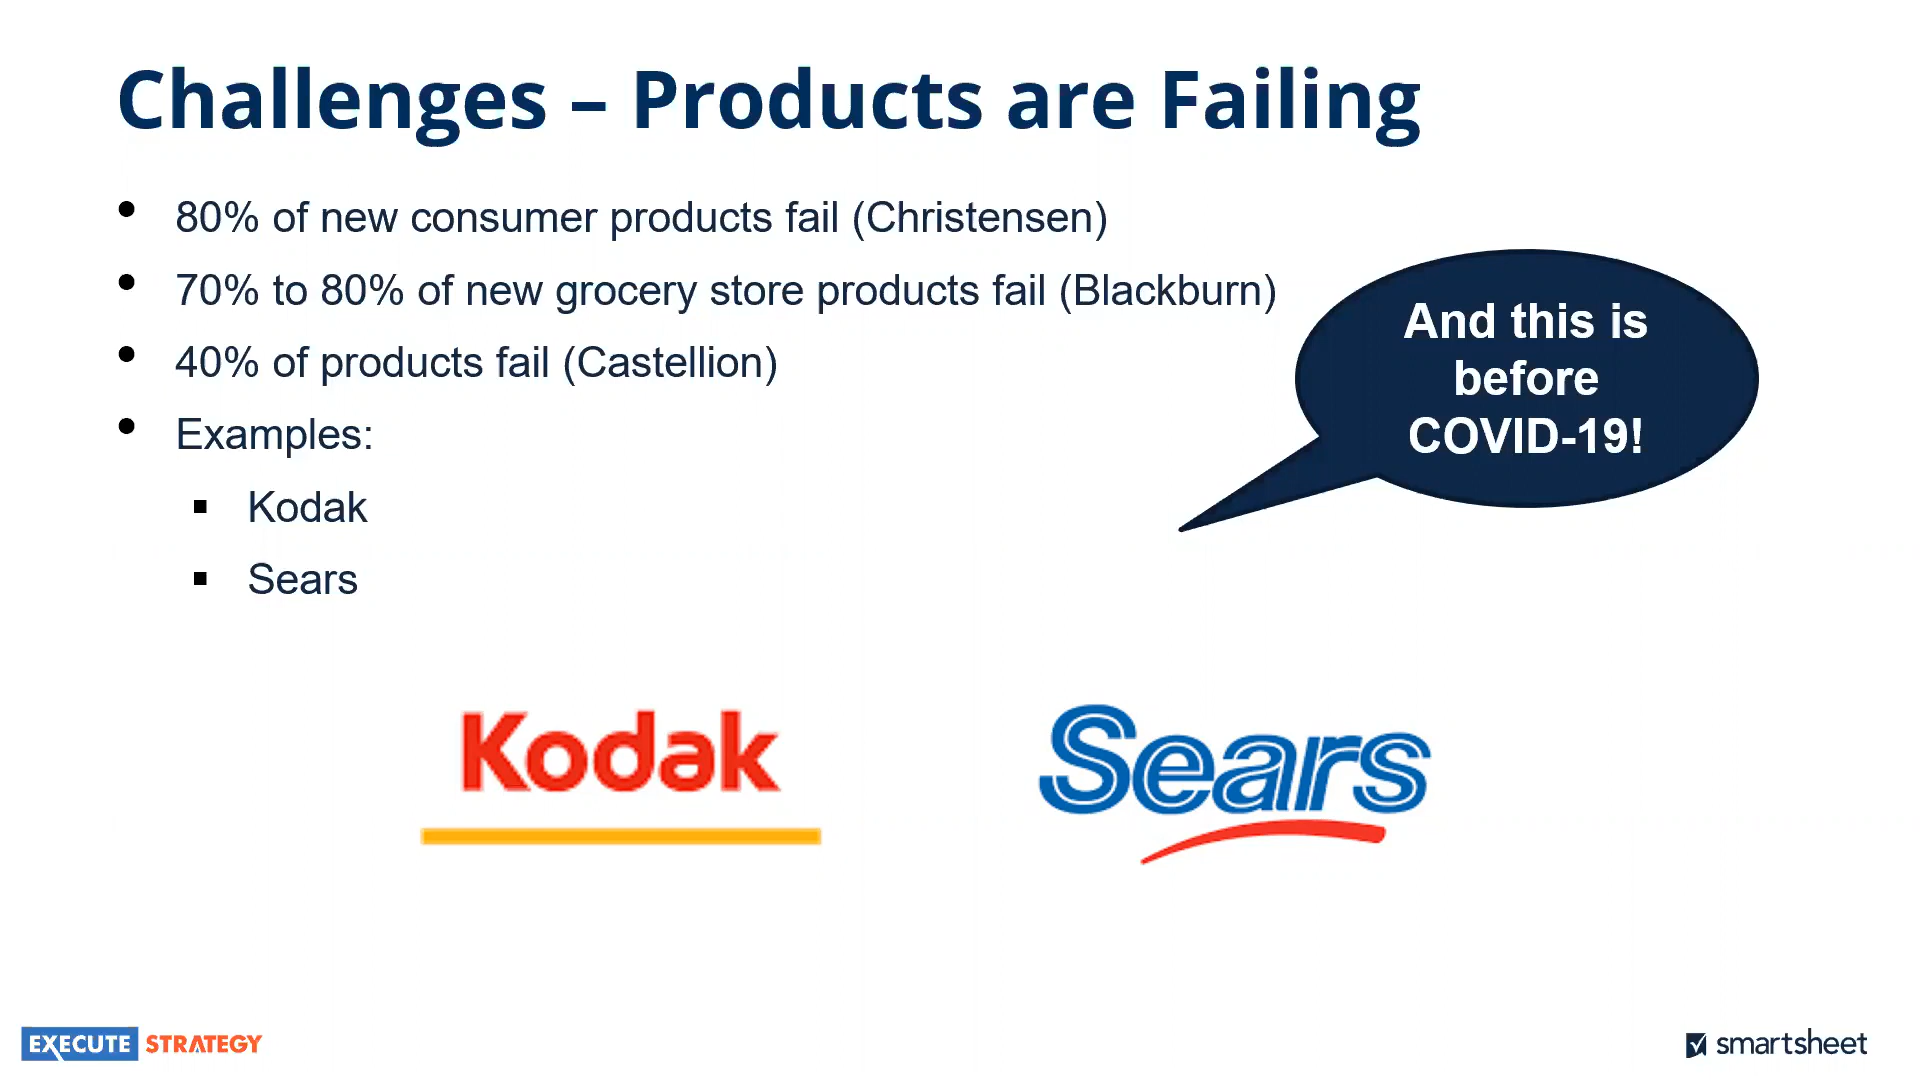 Challenges – Products are Failing
• 80% of new consumer products fail (Christensen)
• 70% to 80% of new grocery store products fail (Blackburn)
• 40% of products fail (Castellion)
• Examples:
▪ Kodak
▪ Sears
And this is
before
COVID-19!
Kodak
Sears
EXECUTE STRATEGY
smartsheet